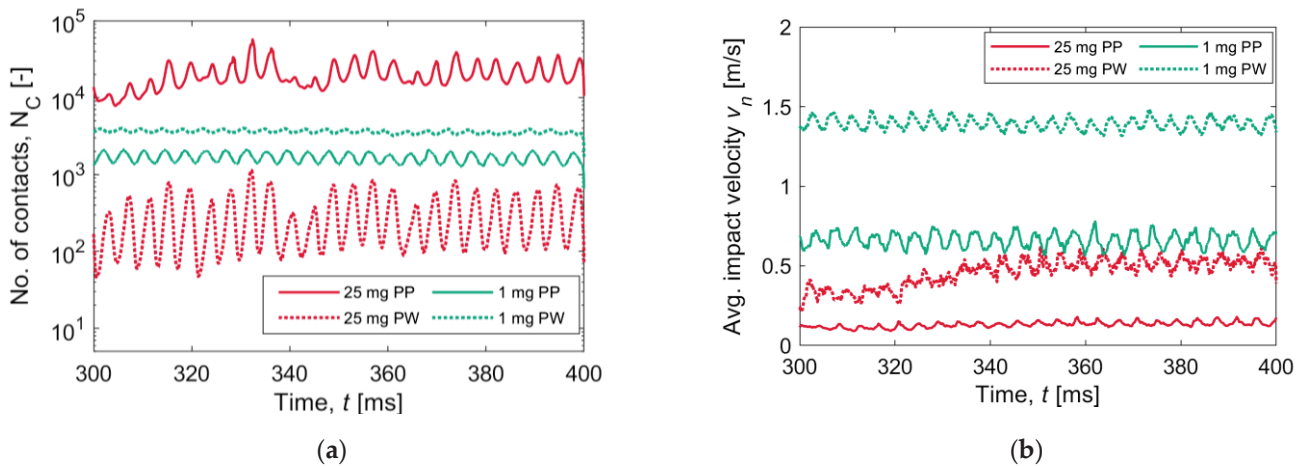 No. of contacts, N_C [-]
10^5
10^4
10^3
10^2
10^1
25 mg PP
1 mg PP
25 mg PW
1 mg PW
300
320
340
360
380
400
Time, t [ms]
(a)
Avg. impact velocity v_n [m/s]
2
1.5
1
0.5
0
25 mg PP
1 mg PP
25 mg PW
1 mg PW
300
320
340
360
380
400
Time, t [ms]
(b)